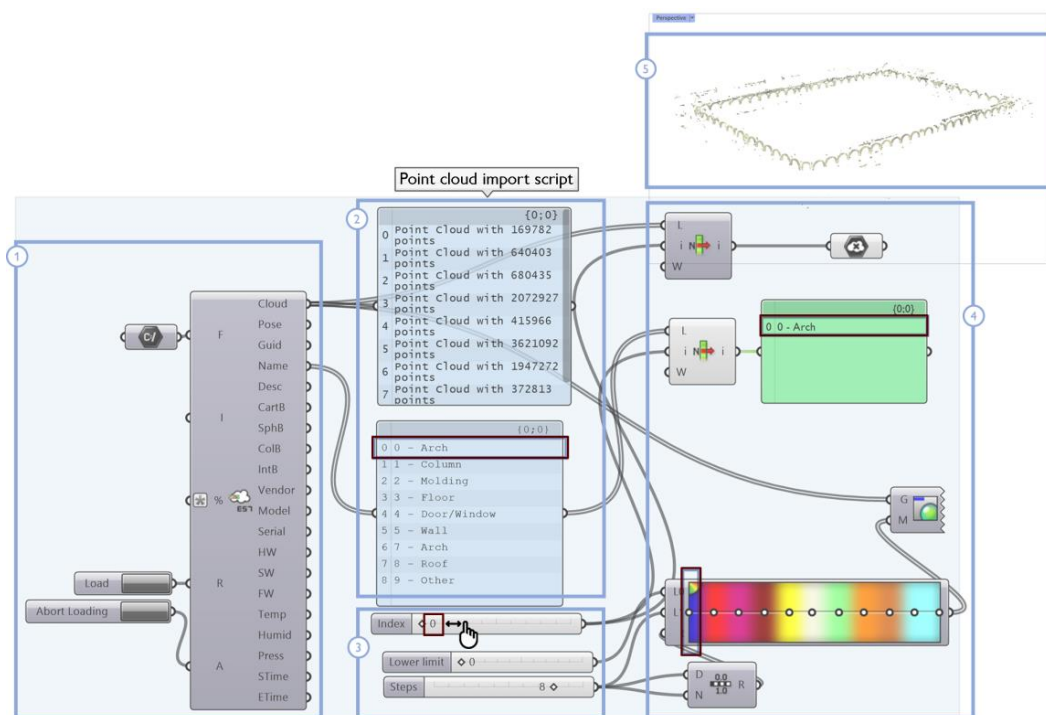 Perspective
5
Point cloud import script
2
{0;0}
0 Point Cloud with 169782
points
1 Point Cloud with 640403
points
2 Point Cloud with 680435
points
3 Point Cloud with 2072927
points
4 Point Cloud with 415966
points
5 Point Cloud with 3621092
points
6 Point Cloud with 1947272
points
7 Point Cloud with 372813
points
{0;0}
0 0 - Arch
1 1 - Column
2 2 - Molding
3 3 - Floor
4 4 - Door/Window
5 5 - Wall
6 7 - Arch
7 8 - Roof
8 9 - Other
1
F
I
%
R
A
E57
Cloud
Pose
Guid
Name
Desc
CartB
SphB
ColB
IntB
Vendor
Model
Serial
HW
SW
FW
Temp
Humid
Press
STime
ETime
Load
Abort Loading
3
Index 0
Lower limit 0
Steps 8
4
L
i N i
W
L
i N i
W
{0;0}
0 0 - Arch
G
M
L0
L
D
N
0.0
1.0
R